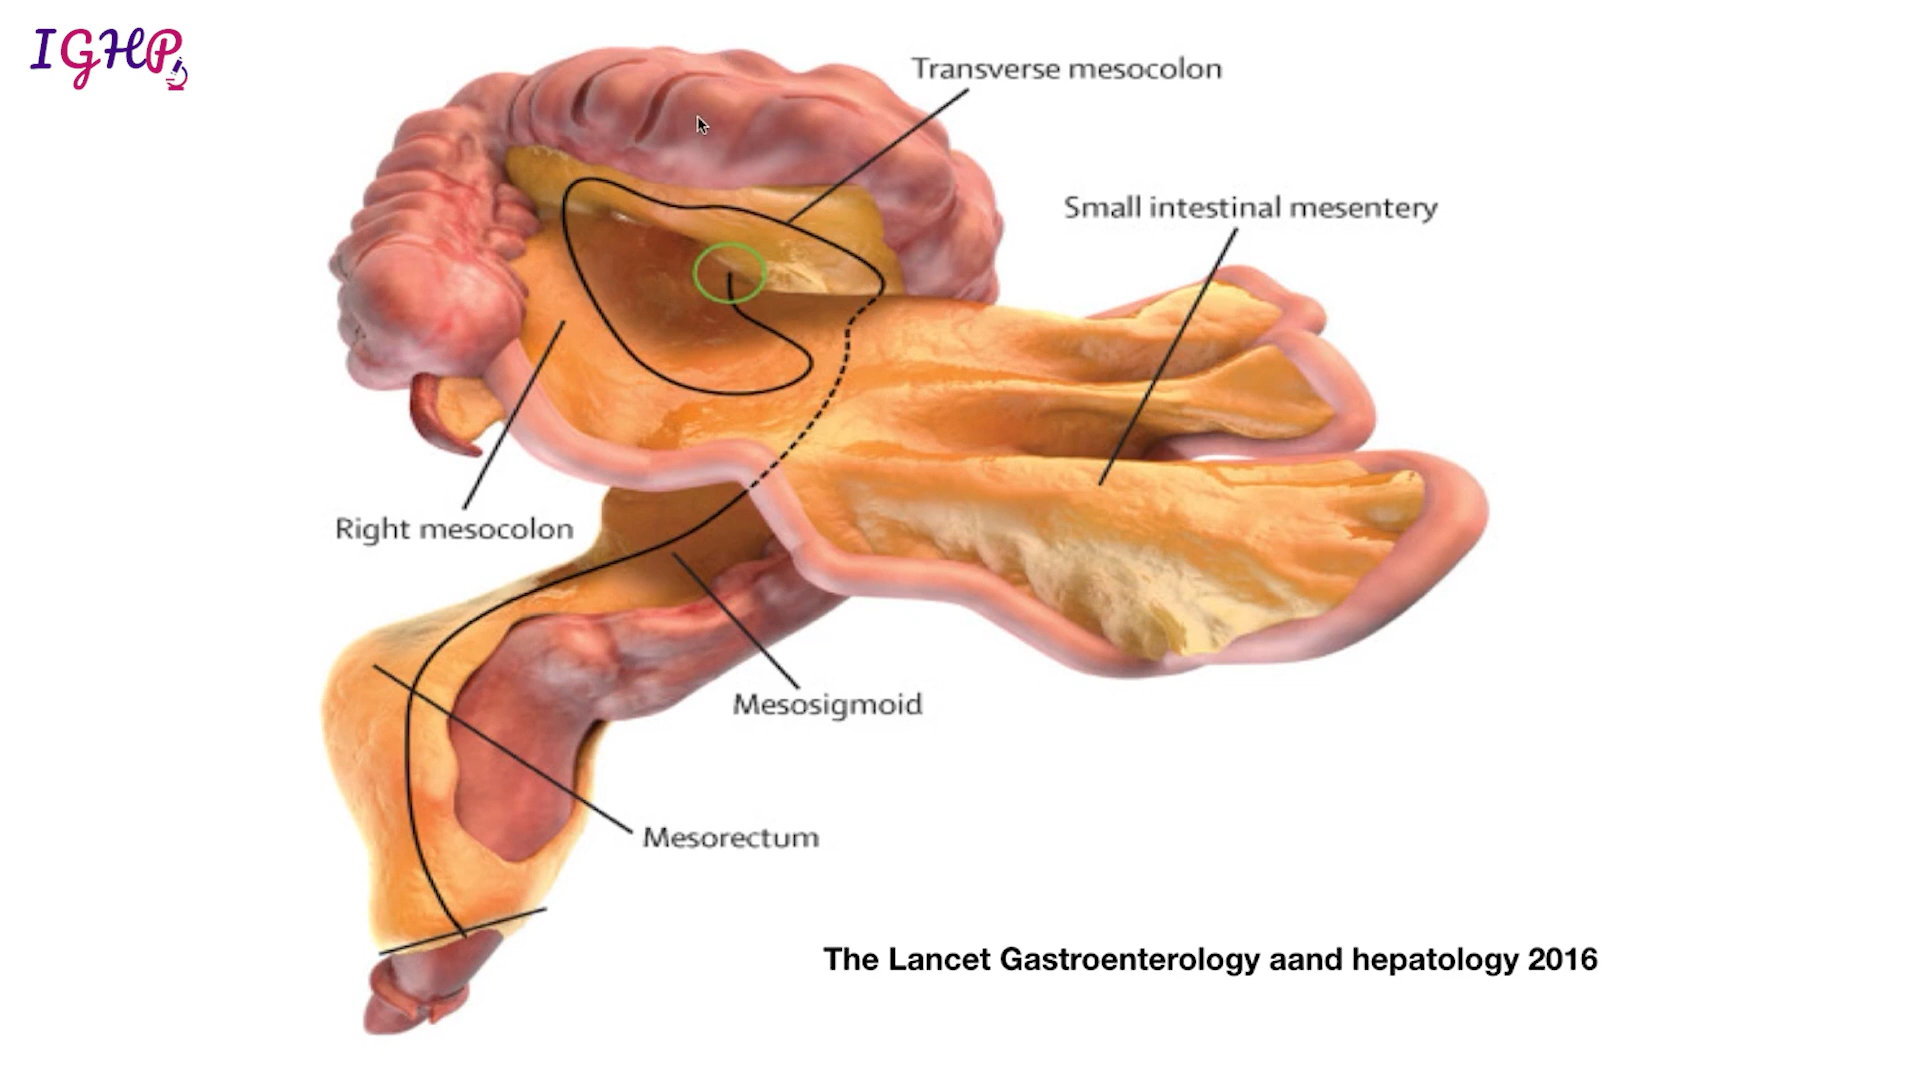 IGHP
Transverse mesocolon
Small intestinal mesentery
Right mesocolon
Mesosigmoid
Mesorectum
The Lancet Gastroenterology aand hepatology 2016